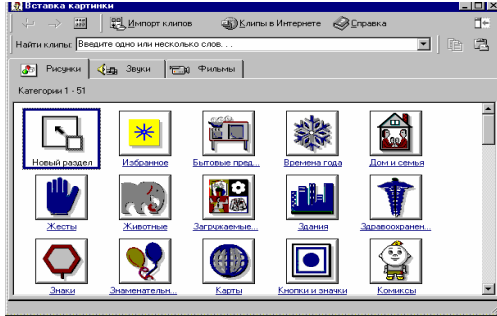 Вставка картинки
Импорт клипов Клипы в Интернете Справка
Найти клипы: Введите одно или несколько слов. . .
Рисунки Звуки Фильмы
Категории 1 - 51
Новый раздел Избранное Бытовые пред... Времена года Дом и семья
Жесты Животные Загружаемые... Здания Здравоохранен...
Знаки Знаменательн... Карты Кнопки и значки Комиксы